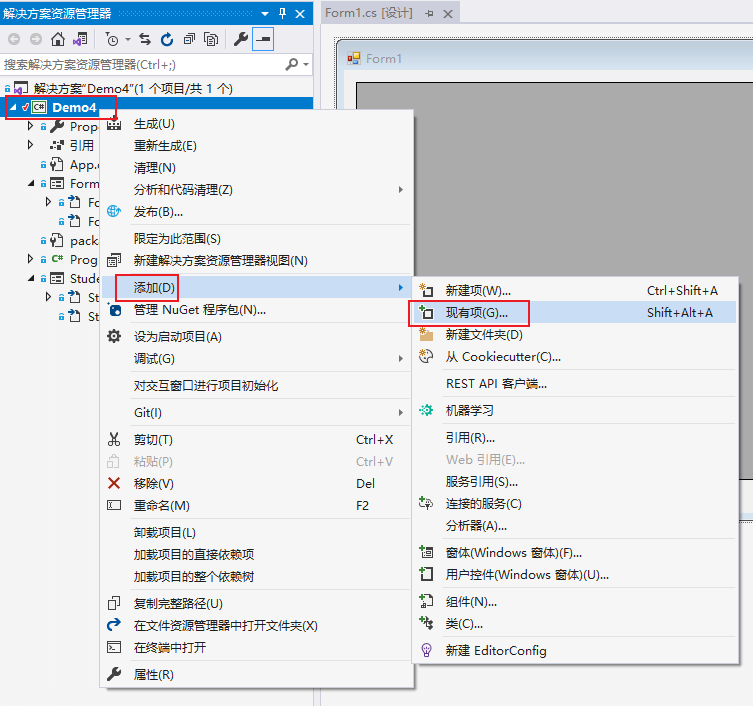 解决方案资源管理器
Form1.cs [设计]
搜索解决方案资源管理器(Ctrl+;)
Form1
解决方案"Demo4"(1 个项目/共 1 个)
C# Demo4
Prope
引用
App.c
Form
Fo
Fo
pack
C# Prog
Stude
St
St
生成(U)
重新生成(E)
清理(N)
分析和代码清理(Z)
发布(B)...
限定为此范围(S)
新建解决方案资源管理器视图(N)
添加(D)
管理 NuGet 程序包(N)...
设为启动项目(A)
调试(G)
对交互窗口进行项目初始化
Git(I)
剪切(T) Ctrl+X
粘贴(P) Ctrl+V
移除(V) Del
重命名(M) F2
卸载项目(L)
加载项目的直接依赖项
加载项目的整个依赖树
复制完整路径(U)
在文件资源管理器中打开文件夹(X)
在终端中打开
属性(R)
新建项(W)... Ctrl+Shift+A
现有项(G)... Shift+Alt+A
新建文件夹(D)
从 Cookiecutter(C)...
REST API 客户端...
机器学习
引用(R)...
Web 引用(E)...
服务引用(S)...
连接的服务(C)
分析器(A)...
窗体(Windows 窗体)(F)...
用户控件(Windows 窗体)(U)...
组件(N)...
类(C)...
新建 EditorConfig